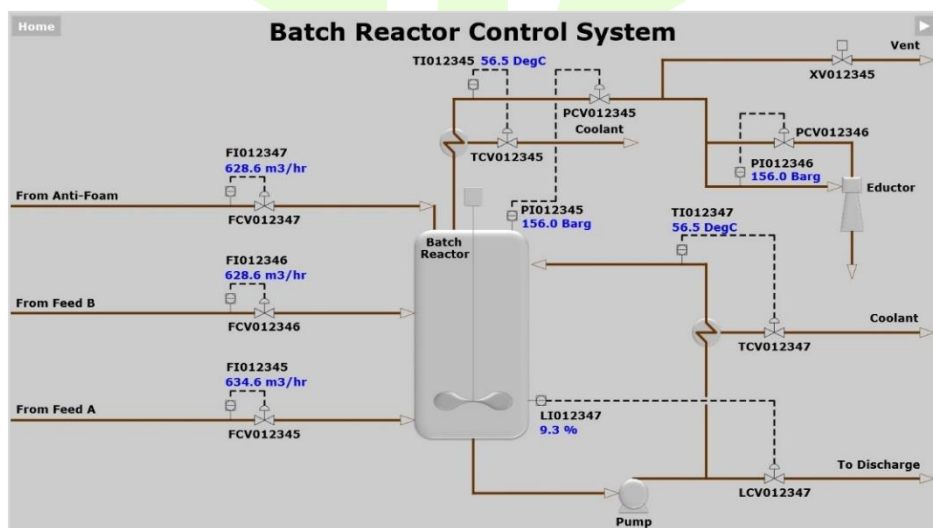 Home
Batch Reactor Control System
Vent
TI012345 56.5 DegC
XV012345
PCV012345
Coolant
TCV012345
PCV012346
FI012347
628.6 m3/hr
PI012346
156.0 Barg
Eductor
From Anti-Foam
FCV012347
PI012345
156.0 Barg
TI012347
56.5 DegC
Batch
Reactor
FI012346
628.6 m3/hr
From Feed B
FCV012346
Coolant
TCV012347
FI012345
634.6 m3/hr
From Feed A
FCV012345
LI012347
9.3 %
To Discharge
LCV012347
Pump